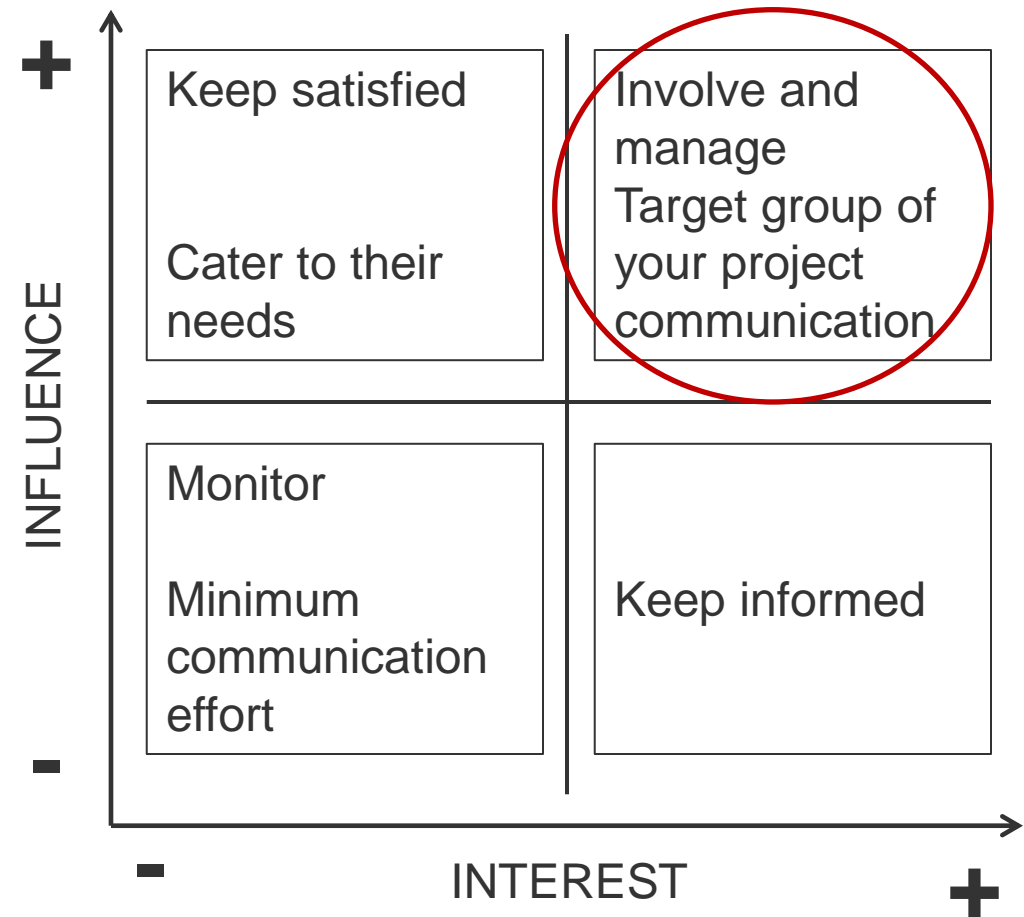 +
Keep satisfied
Cater to their
needs
Involve and
manage
Target group of
your project
communication
INFLUENCE
Monitor
Minimum
communication
effort
Keep informed
-
-
INTEREST
+